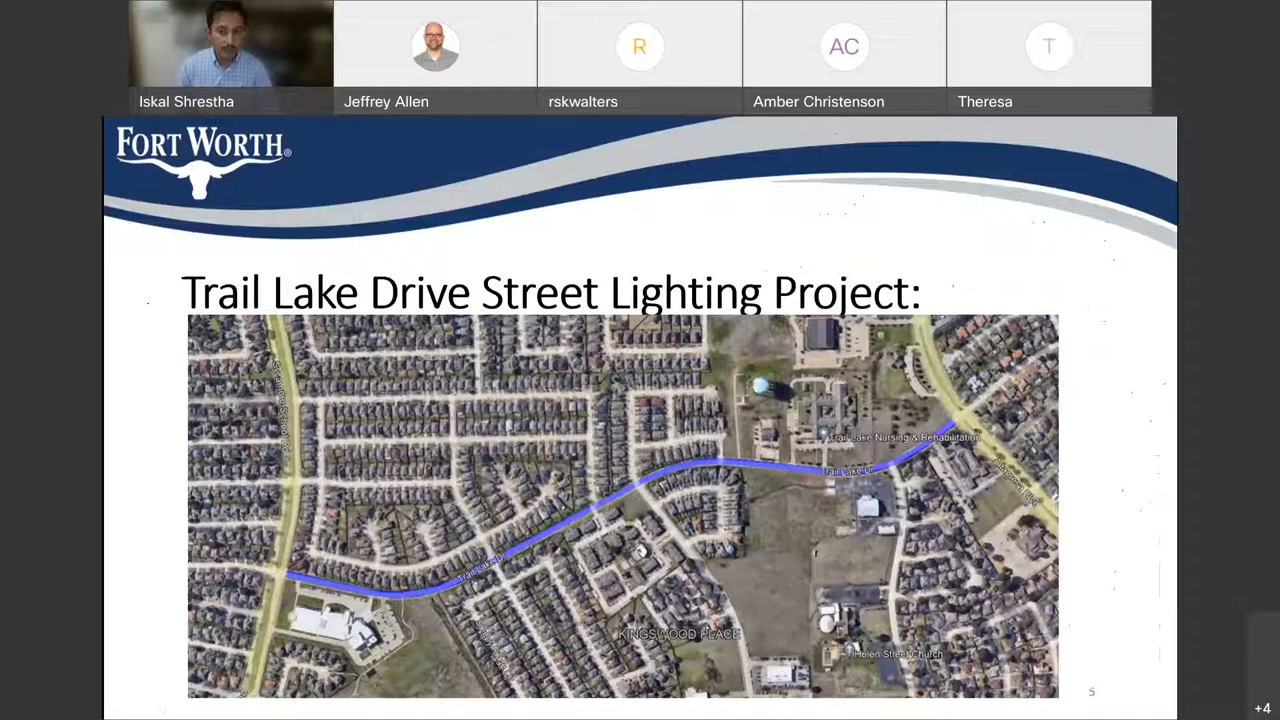 R
AC
T
Iskal Shrestha
Jeffrey Allen
rskwalters
Amber Christenson
Theresa
FORT WORTH®
Trail Lake Drive Street Lighting Project:
Trail Lake Nursing & Rehabilitation
Trail Lake Dr
Trail Lake Dr
KINGSWOOD PLACE
Hulen Street Church
5
+4